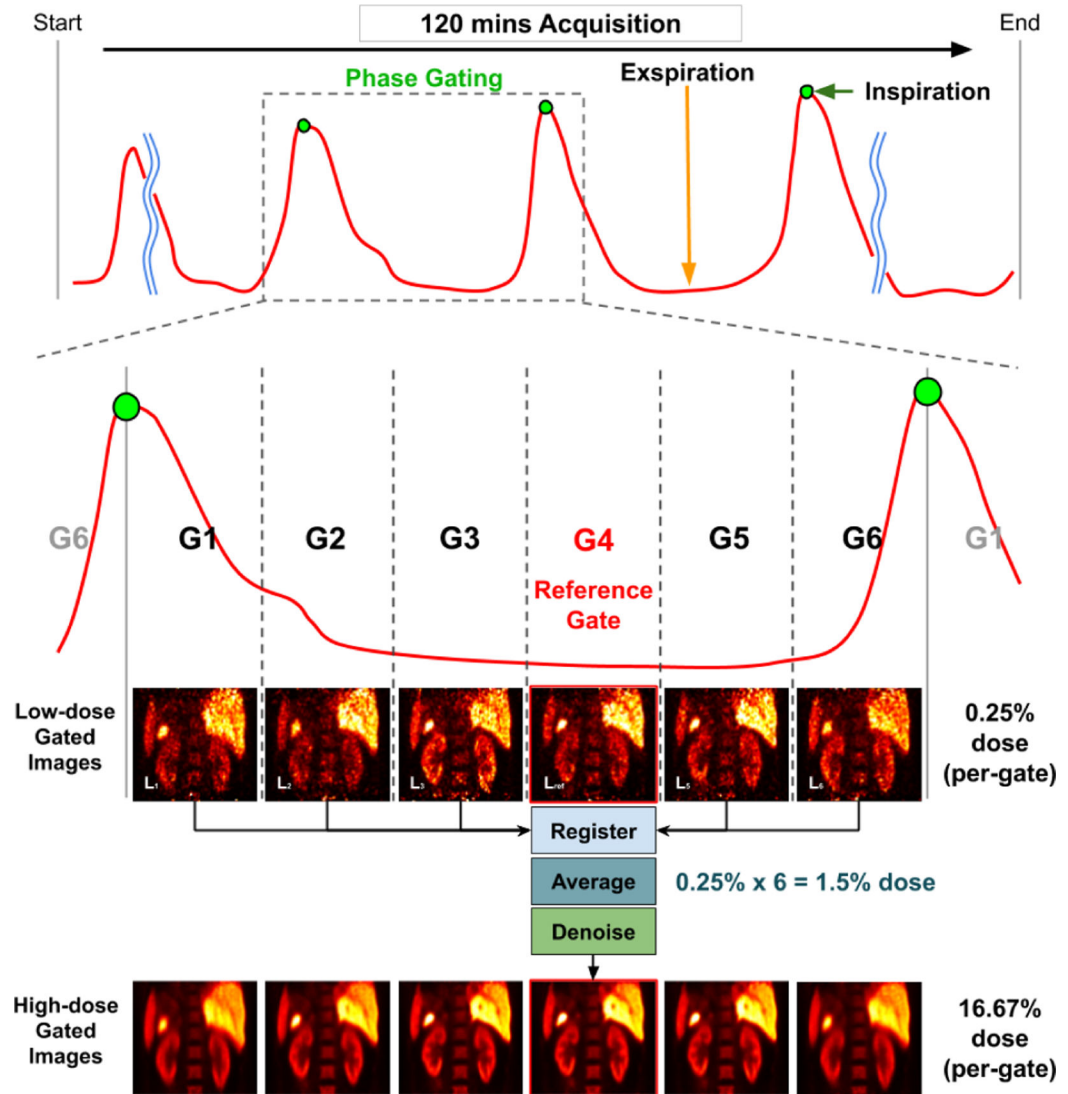 Start
120 mins Acquisition
End
Phase Gating
Exspiration
Inspiration
G6
G1
G2
G3
G4
G5
G6
G1
Reference
Gate
Low-dose
Gated
Images
L1
L2
L3
Lref
L5
L6
0.25%
dose
(per-gate)
Register
Average
0.25% x 6 = 1.5% dose
Denoise
High-dose
Gated
Images
16.67%
dose
(per-gate)